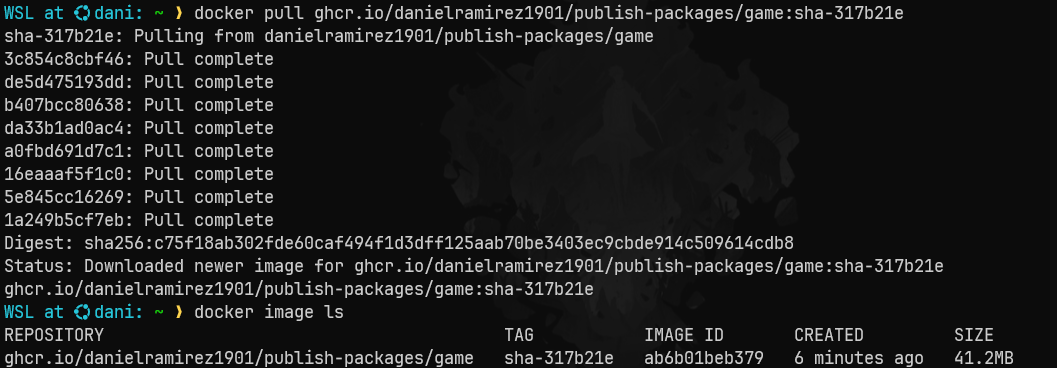 WSL at dani: ~ ❯ docker pull ghcr.io/danielramirez1901/publish-packages/game:sha-317b21e
sha-317b21e: Pulling from danielramirez1901/publish-packages/game
3c854c8cbf46: Pull complete
de5d475193dd: Pull complete
b407bcc80638: Pull complete
da33b1ad0ac4: Pull complete
a0fbd691d7c1: Pull complete
16eaaaf5f1c0: Pull complete
5e845cc16269: Pull complete
1a249b5cf7eb: Pull complete
Digest: sha256:c75f18ab302fde60caf494f1d3dff125aab70be3403ec9cbde914c509614cdb8
Status: Downloaded newer image for ghcr.io/danielramirez1901/publish-packages/game:sha-317b21e
ghcr.io/danielramirez1901/publish-packages/game:sha-317b21e
WSL at dani: ~ ❯ docker image ls
REPOSITORY TAG IMAGE ID CREATED SIZE
ghcr.io/danielramirez1901/publish-packages/game sha-317b21e ab6b01beb379 6 minutes ago 41.2MB